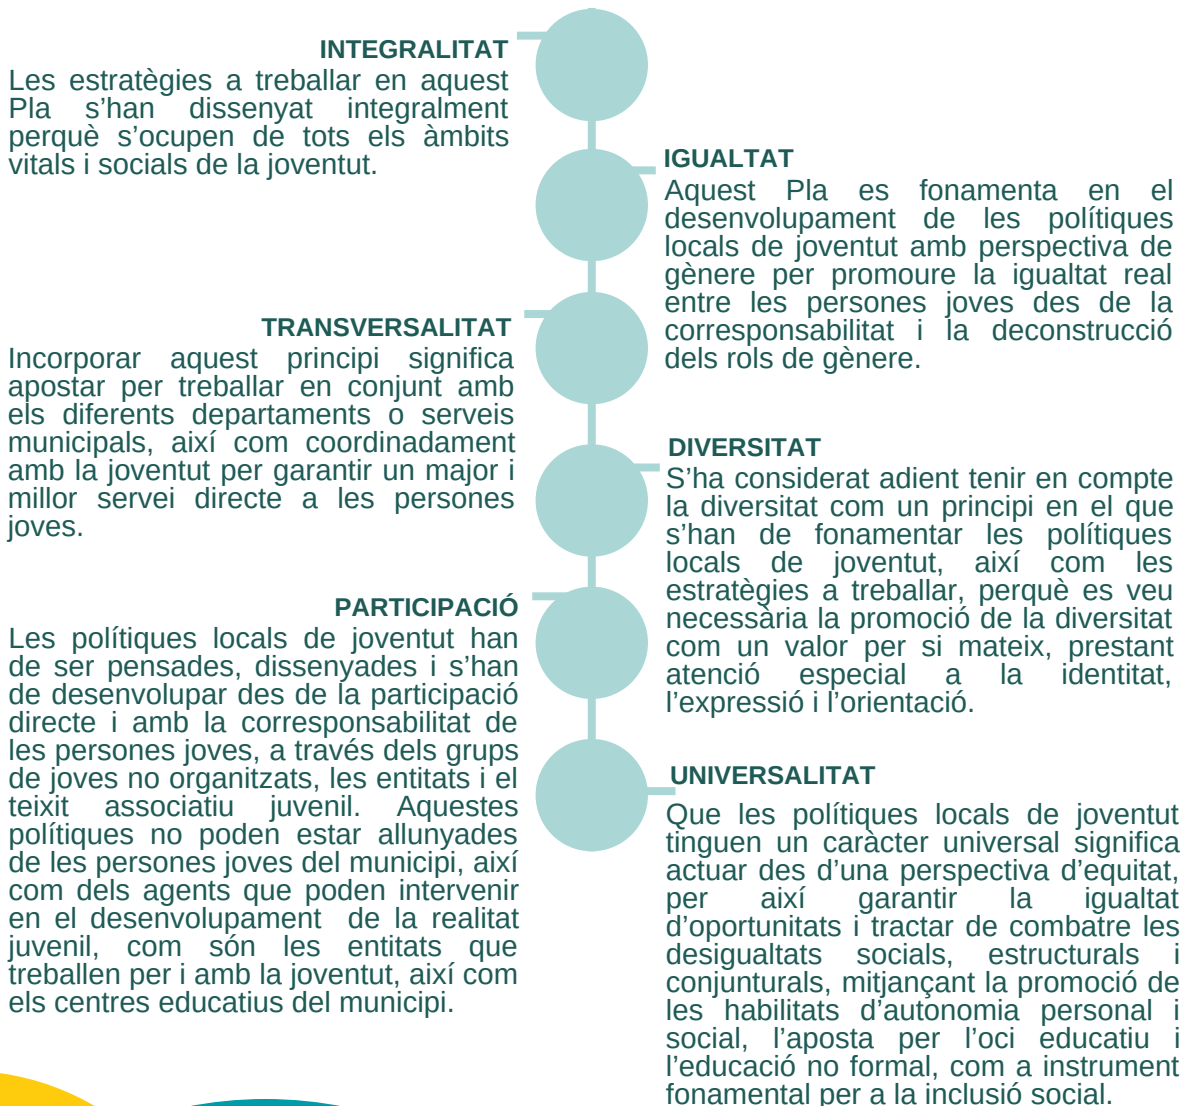 INTEGRALITAT
Les estratègies a treballar en aquest
Pla s’han dissenyat integralment
perquè s’ocupen de tots els àmbits
vitals i socials de la joventut.
IGUALTAT
Aquest Pla es fonamenta en el
desenvolupament de les polítiques
locals de joventut amb perspectiva de
gènere per promoure la igualtat real
entre les persones joves des de la
corresponsabilitat i la deconstrucció
dels rols de gènere.
TRANSVERSALITAT
Incorporar aquest principi significa
apostar per treballar en conjunt amb
els diferents departaments o serveis
municipals, així com coordinadament
amb la joventut per garantir un major i
millor servei directe a les persones
joves.
DIVERSITAT
S’ha considerat adient tenir en compte
la diversitat com un principi en el que
s’han de fonamentar les polítiques
locals de joventut, així com les
estratègies a treballar, perquè es veu
necessària la promoció de la diversitat
com un valor per si mateix, prestant
atenció especial a la identitat,
l’expressió i l’orientació.
PARTICIPACIÓ
Les polítiques locals de joventut han
de ser pensades, dissenyades i s’han
de desenvolupar des de la participació
directe i amb la corresponsabilitat de
les persones joves, a través dels grups
de joves no organitzats, les entitats i el
teixit associatiu juvenil. Aquestes
polítiques no poden estar allunyades
de les persones joves del municipi, així
com dels agents que poden intervenir
en el desenvolupament de la realitat
juvenil, com són les entitats que
treballen per i amb la joventut, així com
els centres educatius del municipi.
UNIVERSALITAT
Que les polítiques locals de joventut
tinguen un caràcter universal significa
actuar des d’una perspectiva d’equitat,
per així garantir la igualtat
d’oportunitats i tractar de combatre les
desigualtats socials, estructurals i
conjunturals, mitjançant la promoció de
les habilitats d’autonomia personal i
social, l’aposta per l’oci educatiu i
l’educació no formal, com a instrument
fonamental per a la inclusió social.